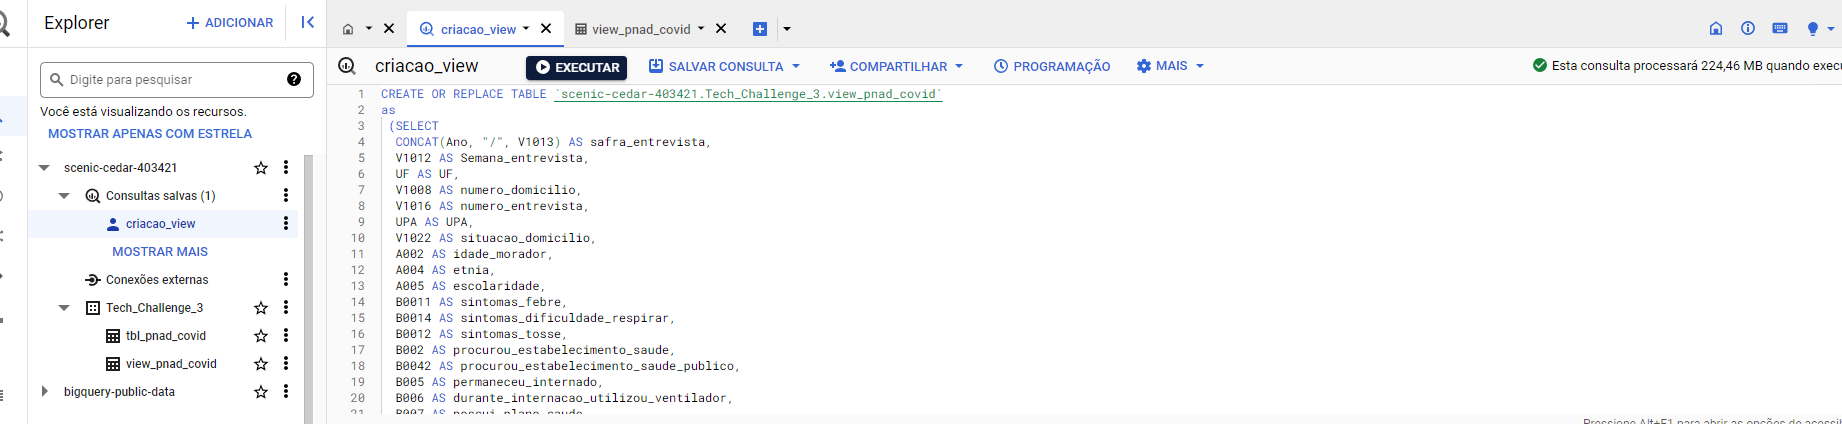 Explorer
+ ADICIONAR
Digite para pesquisar
Você está visualizando os recursos.
MOSTRAR APENAS COM ESTRELA
scenic-cedar-403421
Consultas salvas (1)
criacao_view
MOSTRAR MAIS
Conexões externas
Tech_Challenge_3
tbl_pnad_covid
view_pnad_covid
bigquery-public-data
criacao_view
view_pnad_covid
criacao_view
EXECUTAR
SALVAR CONSULTA
COMPARTILHAR
PROGRAMAÇÃO
MAIS
Esta consulta processará 224,46 MB quando
1 CREATE OR REPLACE TABLE `scenic-cedar-403421.Tech_Challenge_3.view_pnad_covid`
2 as
3 (SELECT
4 CONCAT(Ano, "/", V1013) AS safra_entrevista,
5 V1012 AS Semana_entrevista,
6 UF AS UF,
7 V1008 AS numero_domicilio,
8 V1016 AS numero_entrevista,
9 UPA AS UPA,
10 V1022 AS situacao_domicilio,
11 A002 AS idade_morador,
12 A004 AS etnia,
13 A005 AS escolaridade,
14 B0011 AS sintomas_febre,
15 B0014 AS sintomas_dificuldade_respirar,
16 B0012 AS sintomas_tosse,
17 B002 AS procurou_estabelecimento_saude,
18 B0042 AS procurou_estabelecimento_saude_publico,
19 B005 AS permaneceu_internado,
20 B006 AS durante_internacao_utilizou_ventilador,
21 B007 AS possui_plano_saude
Pressione Alt+F1 para abrir as opções de